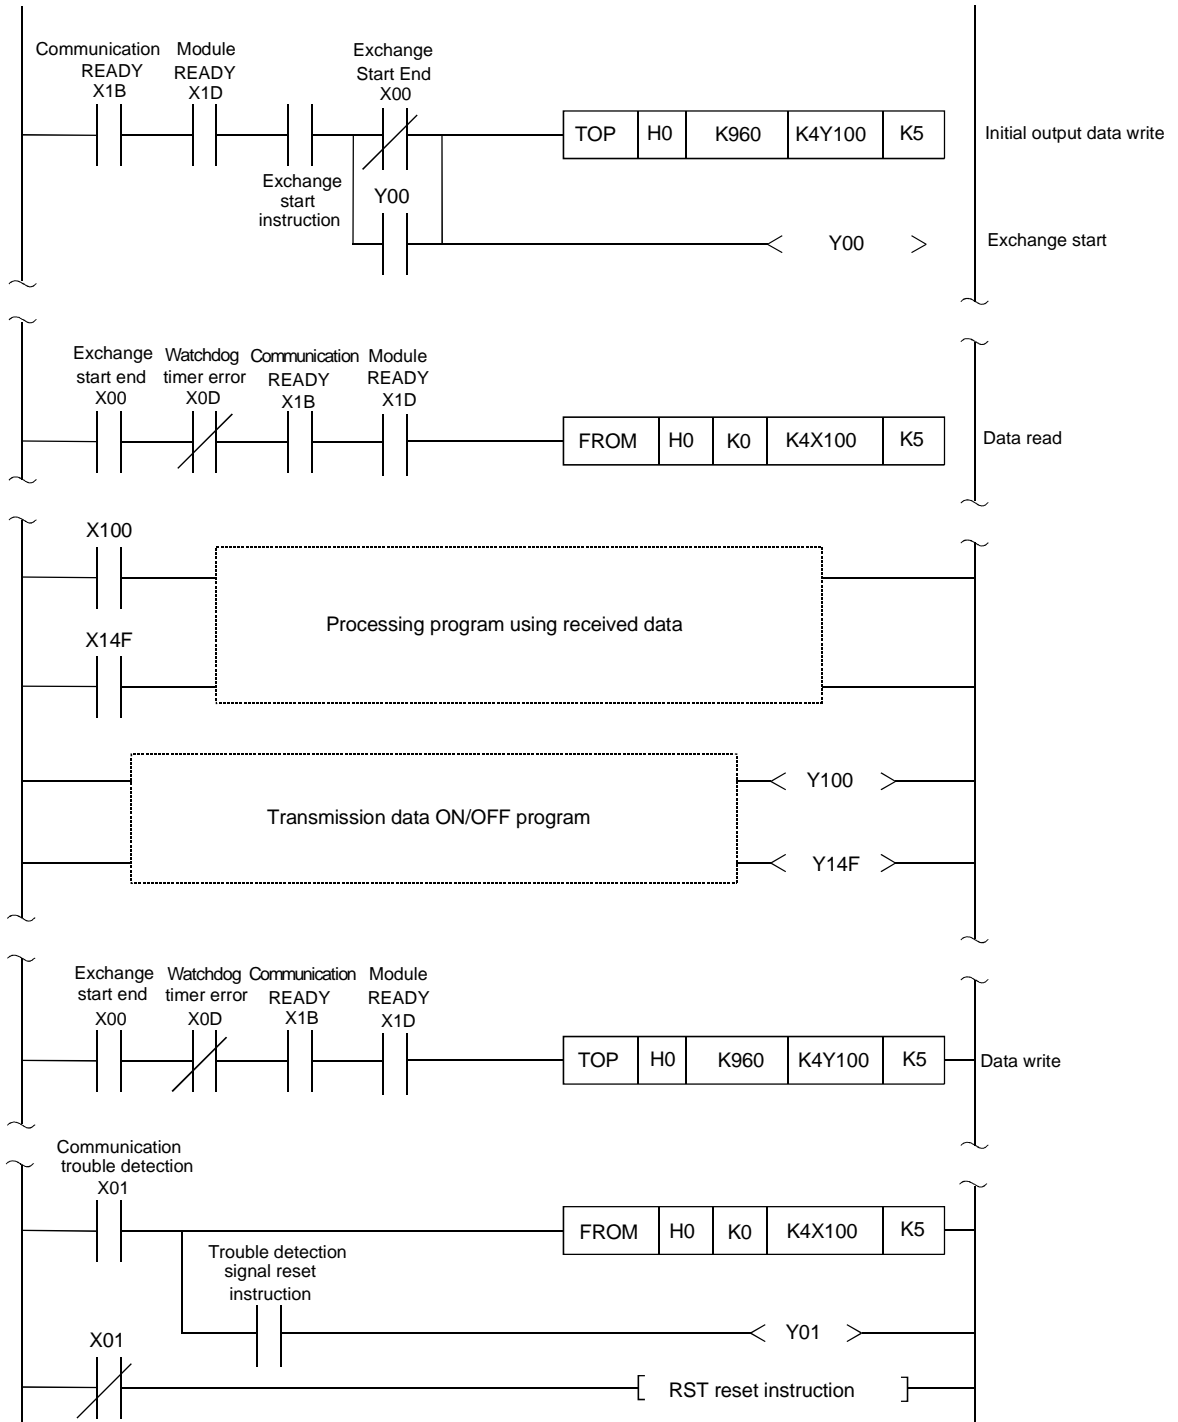 Communication
READY
X1B
Module
READY
X1D
Exchange
start
instruction
Exchange
Start End
X00
Y00
TOP H0 K960 K4Y100 K5
Initial output data write
Y00
Exchange start
Exchange
start end
X00
Watchdog
timer error
X0D
Communication
READY
X1B
Module
READY
X1D
FROM H0 K0 K4X100 K5
Data read
X100
X14F
Processing program using received data
Transmission data ON/OFF program
Y100
Y14F
Exchange
start end
X00
Watchdog
timer error
X0D
Communication
READY
X1B
Module
READY
X1D
TOP H0 K960 K4Y100 K5
Data write
Communication
trouble detection
X01
FROM H0 K0 K4X100 K5
Trouble detection
signal reset
instruction
Y01
X01
RST reset instruction